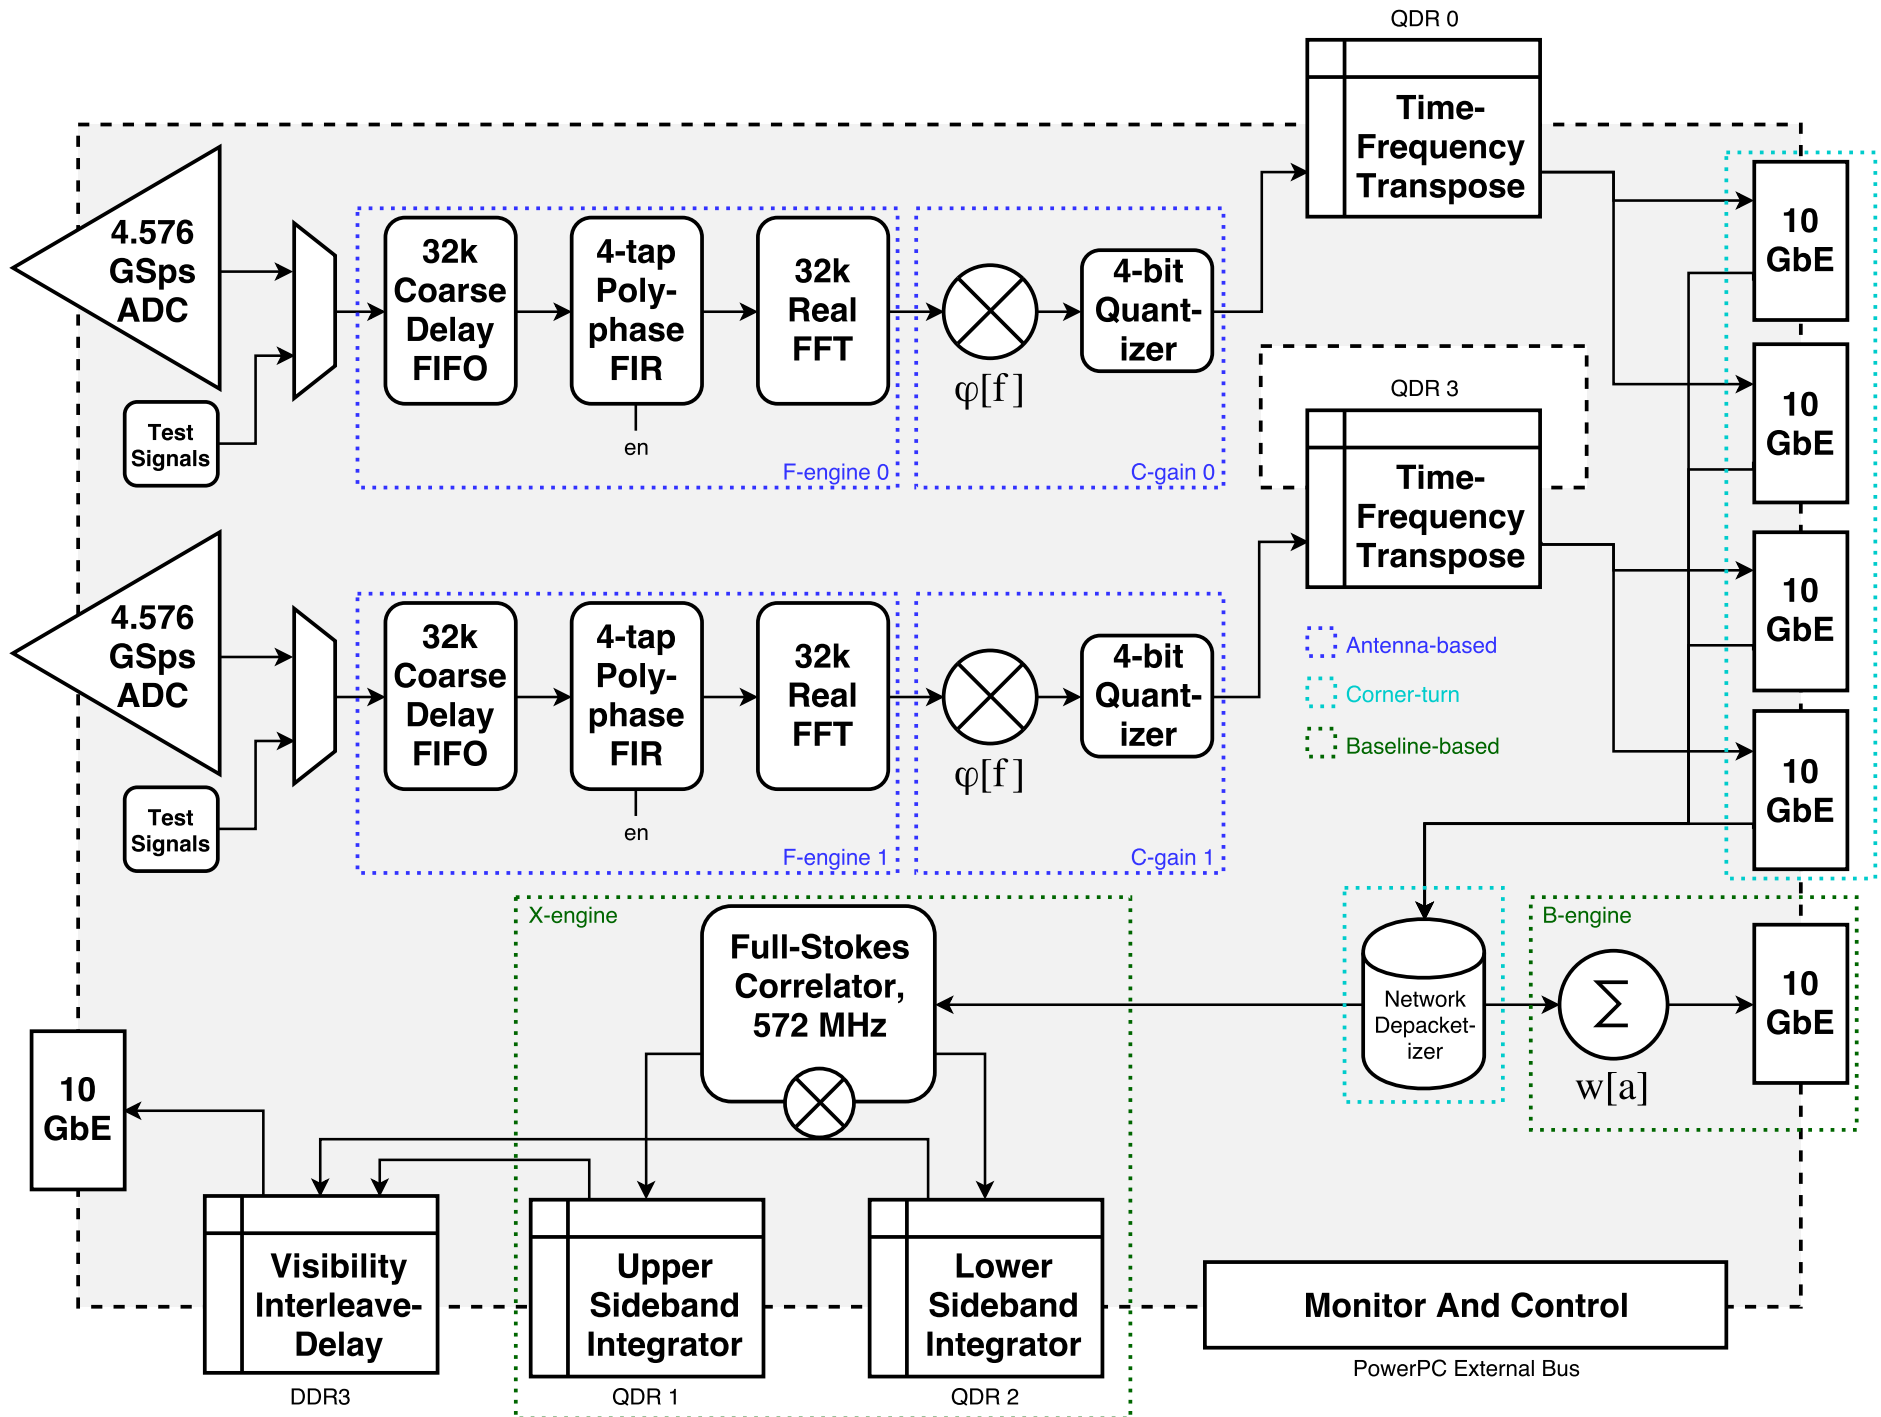 QDR 0
Time-
Frequency
Transpose
4.576
GSps
ADC
32k
Coarse
Delay
FIFO
4-tap
Poly-
phase
FIR
32k
Real
FFT
φ[f]
4-bit
Quant-
izer
10
GbE
Test
Signals
en
F-engine 0
C-gain 0
QDR 3
Time-
Frequency
Transpose
10
GbE
4.576
GSps
ADC
32k
Coarse
Delay
FIFO
4-tap
Poly-
phase
FIR
32k
Real
FFT
φ[f]
4-bit
Quant-
izer
10
GbE
Antenna-based
Corner-turn
Baseline-based
10
GbE
Test
Signals
en
F-engine 1
C-gain 1
X-engine
Full-Stokes
Correlator,
572 MHz
Network
Depacket-
izer
B-engine
Σ
w[a]
10
GbE
10
GbE
Visibility
Interleave-
Delay
DDR3
Upper
Sideband
Integrator
QDR 1
Lower
Sideband
Integrator
QDR 2
Monitor And Control
PowerPC External Bus